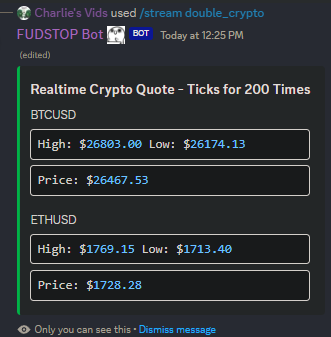 Charlie's Vids used /stream double_crypto
FUDSTOP Bot BOT Today at 12:25 PM
(edited)
Realtime Crypto Quote - Ticks for 200 Times
BTCUSD
High: $26803.00 Low: $26174.13
Price: $26467.53
ETHUSD
High: $1769.15 Low: $1713.40
Price: $1728.28
Only you can see this • Dismiss message